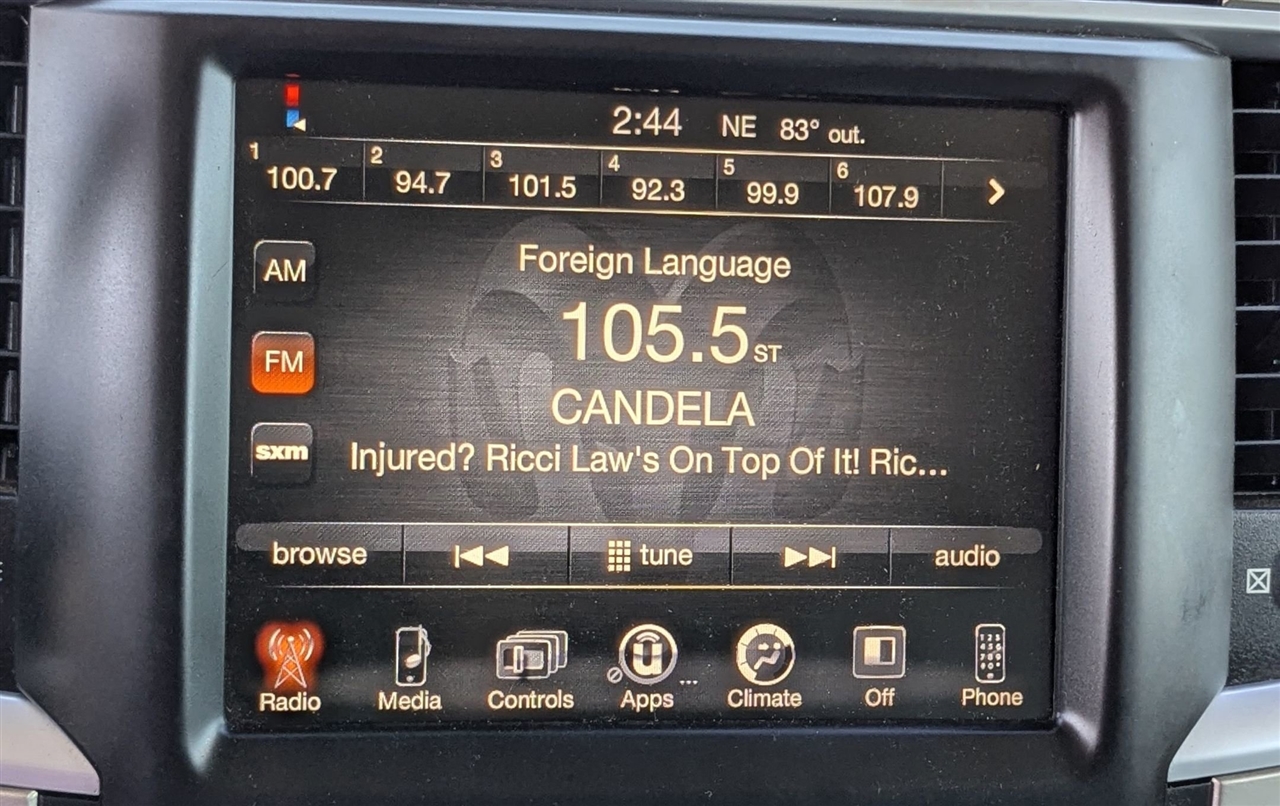 2:44 NE 83° out.
1 100.7 2 94.7 3 101.5 4 92.3 5 99.9 6 107.9
AM
Foreign Language
105.5 ST
FM
CANDELA
sxm
Injured? Ricci Law's On Top Of It! Ric...
browse tune audio
Radio Media Controls Apps ... Climate Off Phone